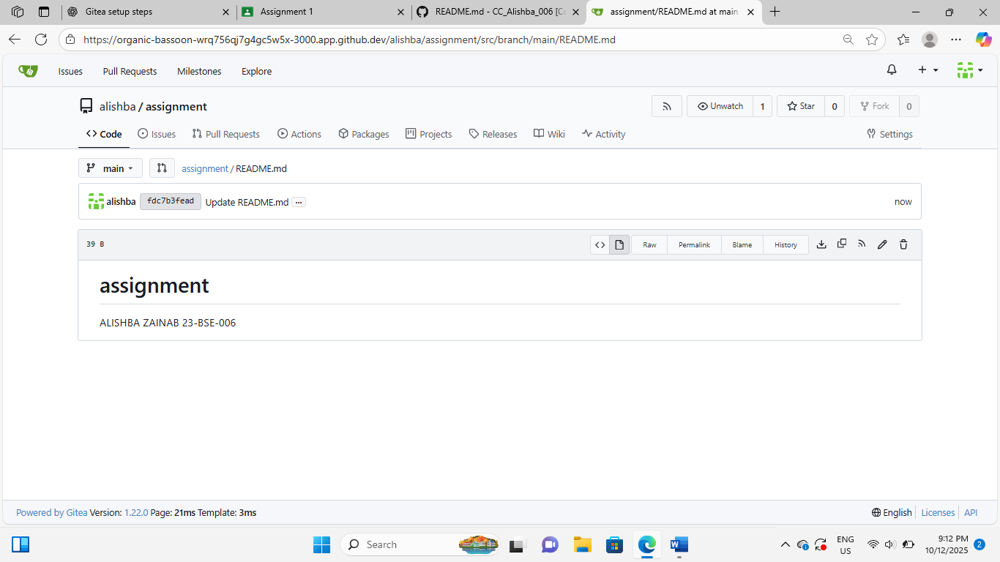 Gitea setup steps
Assignment 1
README.md - CC_Alishba_006 [Co
assignment/README.md at main
https://organic-bassoon-wrq756qj7g4gc5w5x-3000.app.github.dev/alishba/assignment/src/branch/main/README.md
Issues Pull Requests Milestones Explore
alishba / assignment
Unwatch 1 Star 0 Fork 0
Code Issues Pull Requests Actions Packages Projects Releases Wiki Activity Settings
main assignment / README.md
alishba fdc7b3fead Update README.md ... now
39 B Raw Permalink Blame History
assignment
ALISHBA ZAINAB 23-BSE-006
Powered by Gitea Version: 1.22.0 Page: 21ms Template: 3ms English Licenses API
Search
ENG
US
9:12 PM
10/12/2025
2